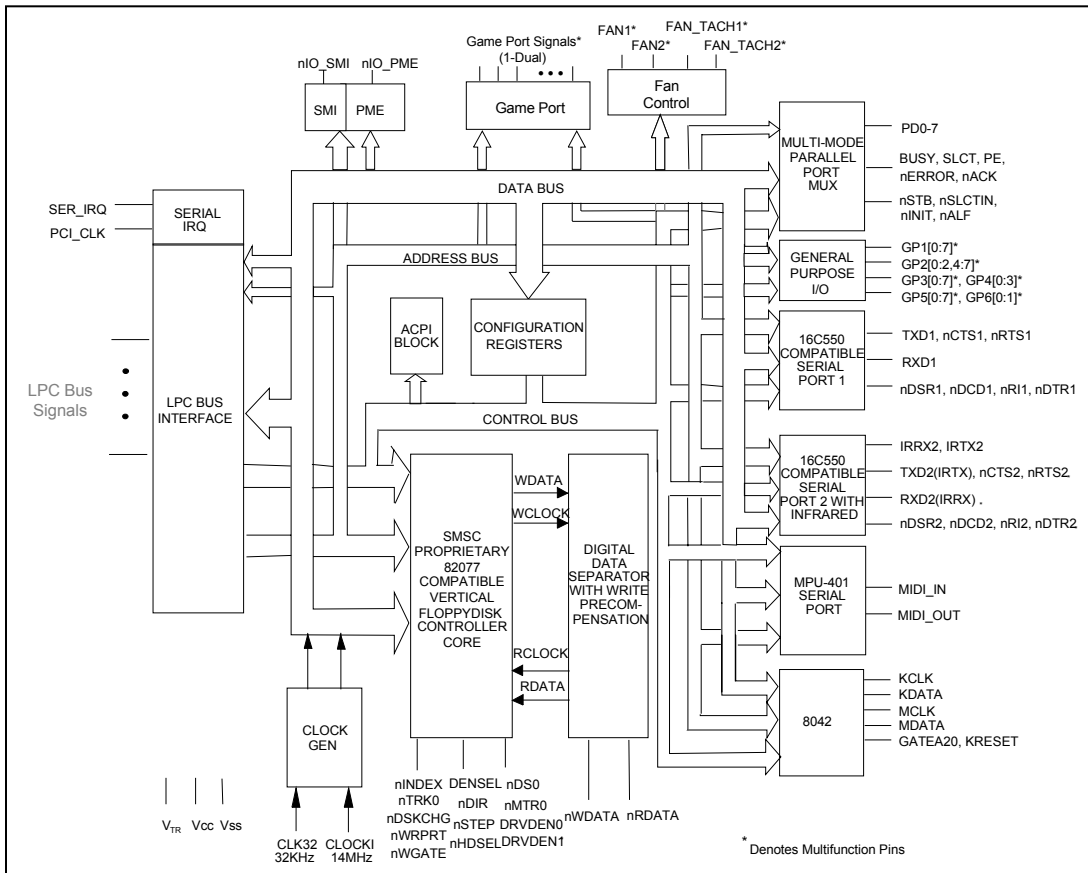 Game Port Signals*
(1-Dual)
FAN1*
FAN2*
FAN_TACH1*
FAN_TACH2*
nIO_SMI
nIO_PME
SMI
PME
Game Port
Fan
Control
MULTI-MODE
PARALLEL
PORT
MUX
PD0-7
BUSY, SLCT, PE,
nERROR, nACK
nSTB, nSLCTIN,
nINIT, nALF
DATA BUS
SER_IRQ
PCI_CLK
SERIAL
IRQ
ADDRESS BUS
GENERAL
PURPOSE
I/O
GP1[0:7]*
GP2[0:2,4:7]*
GP3[0:7]*, GP4[0:3]*
GP5[0:7]*, GP6[0:1]*
ACPI
BLOCK
CONFIGURATION
REGISTERS
16C550
COMPATIBLE
SERIAL
PORT 1
TXD1, nCTS1, nRTS1
RXD1
nDSR1, nDCD1, nRI1, nDTR1
LPC Bus
Signals
LPC BUS
INTERFACE
CONTROL BUS
16C550
COMPATIBLE
SERIAL
PORT 2 WITH
INFRARED
IRRX2, IRTX2
TXD2(IRTX), nCTS2, nRTS2,
RXD2(IRRX) .
nDSR2, nDCD2, nRI2, nDTR2
WDATA
WCLOCK
SMSC
PROPRIETARY
82077
COMPATIBLE
VERTICAL
FLOPPYDISK
CONTROLLER
CORE
DIGITAL
DATA
SEPARATOR
WITH WRITE
PRECOM-
PENSATION
RCLOCK
RDATA
MPU-401
SERIAL
PORT
MIDI_IN
MIDI_OUT
8042
KCLK
KDATA
MCLK
MDATA
GATEA20, KRESET
CLOCK
GEN
VTR
Vcc
Vss
CLK32
32KHz
CLOCKI
14MHz
nINDEX
nTRK0
nDSKCHG
nWRPRT
nWGATE
DENSEL
nDIR
nSTEP
nHDSEL
nDS0
nMTR0
DRVDEN0
DRVDEN1
nWDATA
nRDATA
* Denotes Multifunction Pins